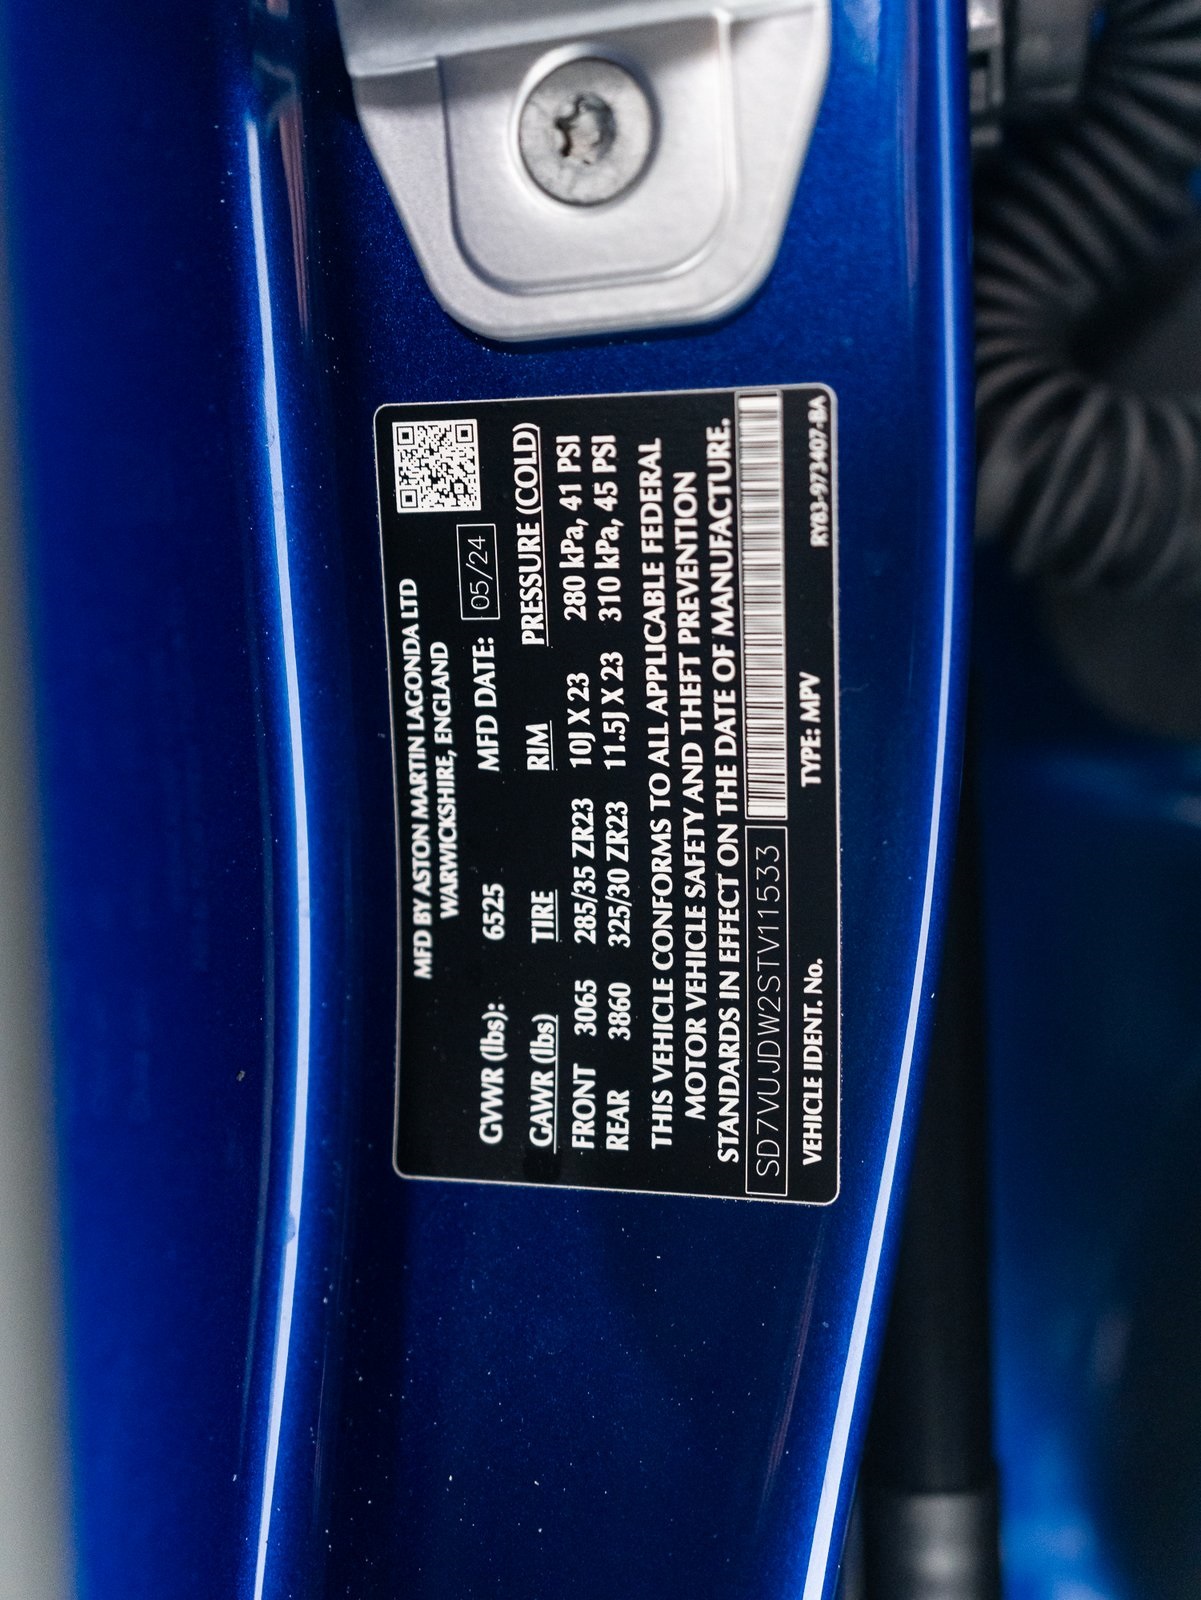 MFD BY ASTON MARTIN LAGONDA LTD
WARWICKSHIRE, ENGLAND
GVWR (lbs): 6525 MFD DATE: 05/24
GAWR (lbs) TIRE RIM PRESSURE (COLD)
FRONT 3065 285/35 ZR23 10J X 23 280 kPa, 41 PSI
REAR 3860 325/30 ZR23 11.5J X 23 310 kPa, 45 PSI
THIS VEHICLE CONFORMS TO ALL APPLICABLE FEDERAL
MOTOR VEHICLE SAFETY AND THEFT PREVENTION
STANDARDS IN EFFECT ON THE DATE OF MANUFACTURE.
SD7VUJDW2STV11533
VEHICLE IDENT. No. TYPE: MPV RY83-973407-BA